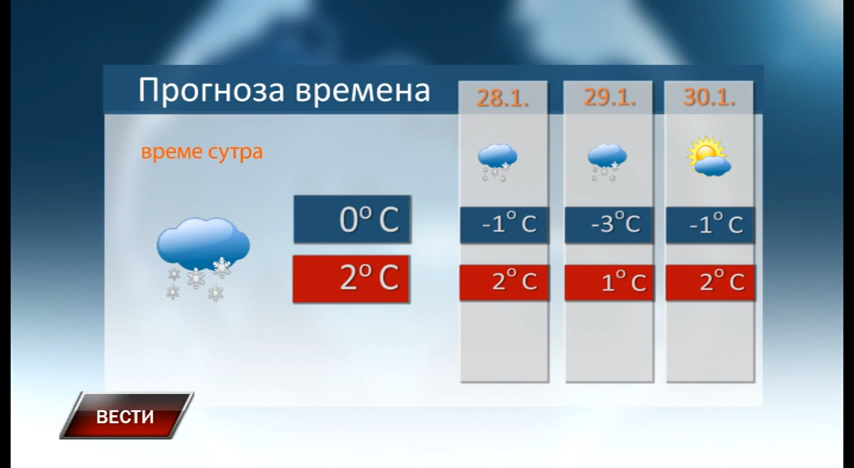 Прогноза времена
време сутра
0° C
2° C
28.1.
-1° C
2° C
29.1.
-3°C
1° C
30.1.
-1° C
2° C
ВЕСТИ